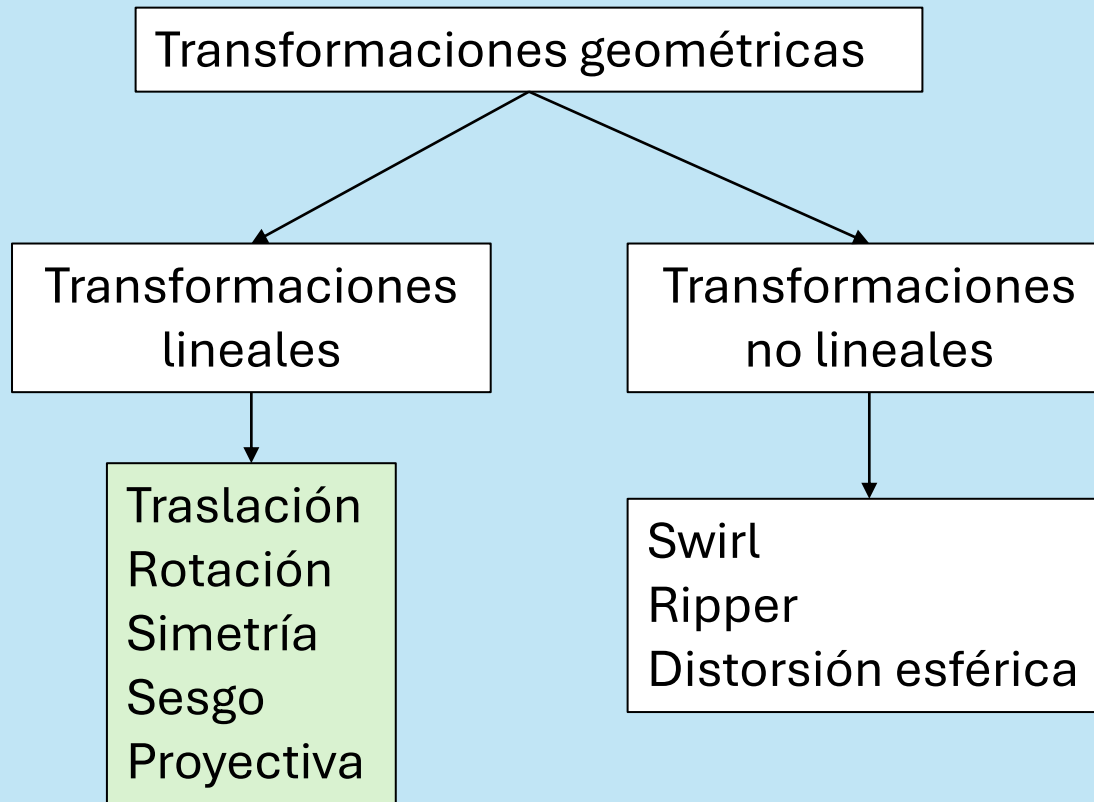 Transformaciones geométricas
Transformaciones
lineales
Transformaciones
no lineales
Traslación
Rotación
Simetría
Sesgo
Proyectiva
Swirl
Ripper
Distorsión esférica